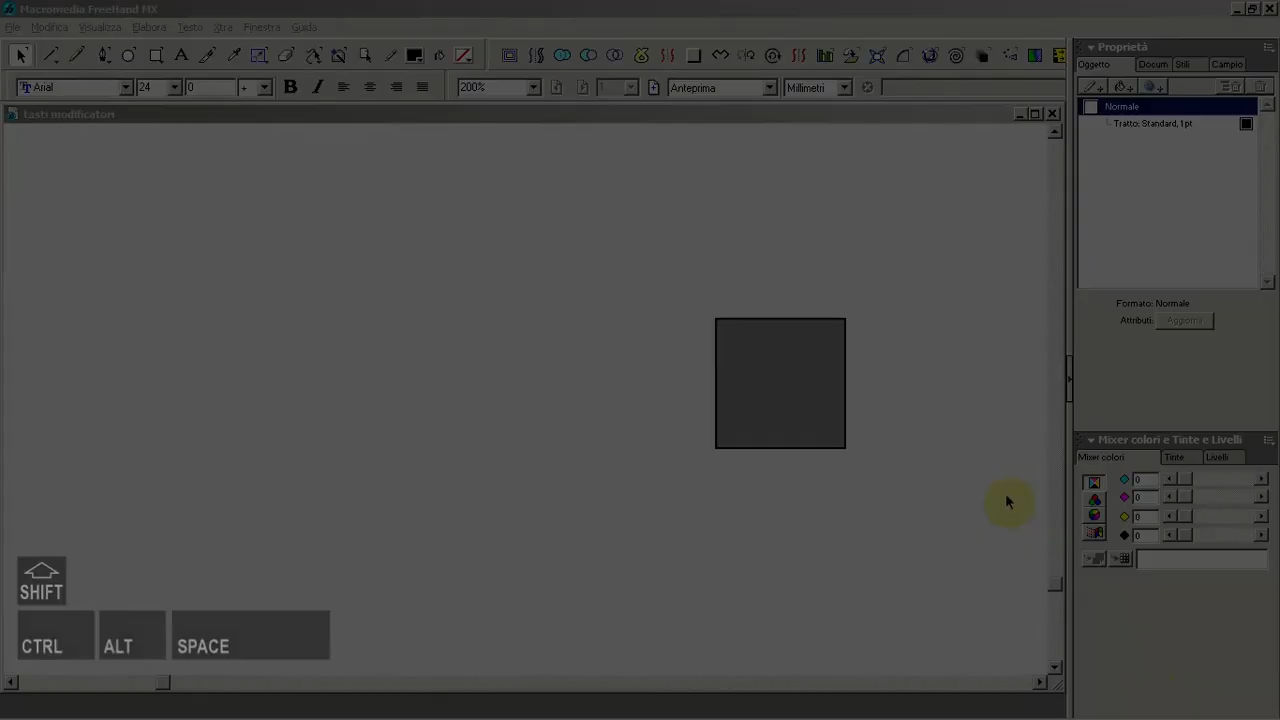 Macromedia FreeHand MX
File Modifica Visualizza Elabora Testo Xtra Finestra Guida
Arial 24 0 + B I 200% 1 Anteprima Millimetri
tasti modificatori
Proprietà
Oggetto Docum Stili Campio
Normale
Tratto: Standard, 1pt
Formato: Normale
Attributi: Aggiorna
Mixer colori e Tinte e Livelli
Mixer colori Tinte Livelli
0
0
0
0
SHIFT
CTRL ALT SPACE